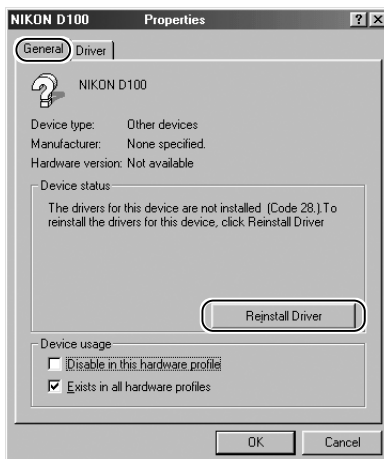 NIKON D100 Properties
General Driver
NIKON D100
Device type: Other devices
Manufacturer: None specified.
Hardware version: Not available
Device status
The drivers for this device are not installed (Code 28.).To
reinstall the drivers for this device, click Reinstall Driver
Reinstall Driver
Device usage
Disable in this hardware profile
Exists in all hardware profiles
OK Cancel